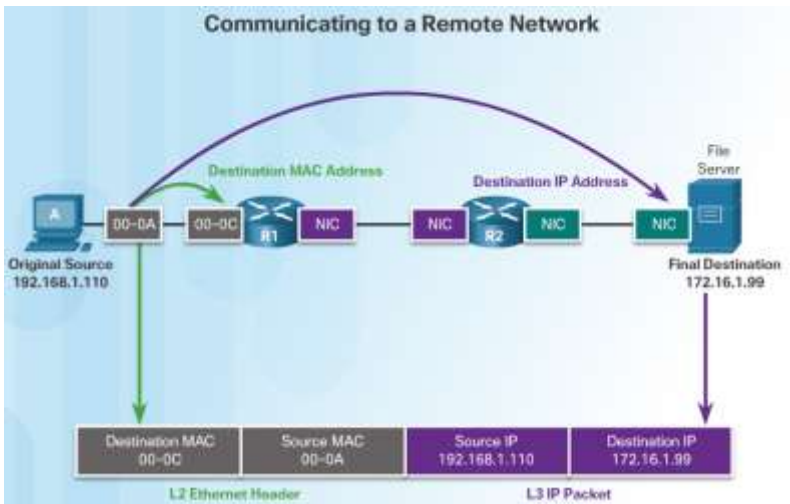 Communicating to a Remote Network
File
Server
Destination MAC Address
Destination IP Address
A
00-0A
00-0C
R1
NIC
NIC
R2
NIC
NIC
Original Source
192.168.1.110
Final Destination
172.16.1.99
Destination MAC
00-0C
Source MAC
00-0A
Source IP
192.168.1.110
Destination IP
172.16.1.99
L2 Ethernet Header
L3 IP Packet